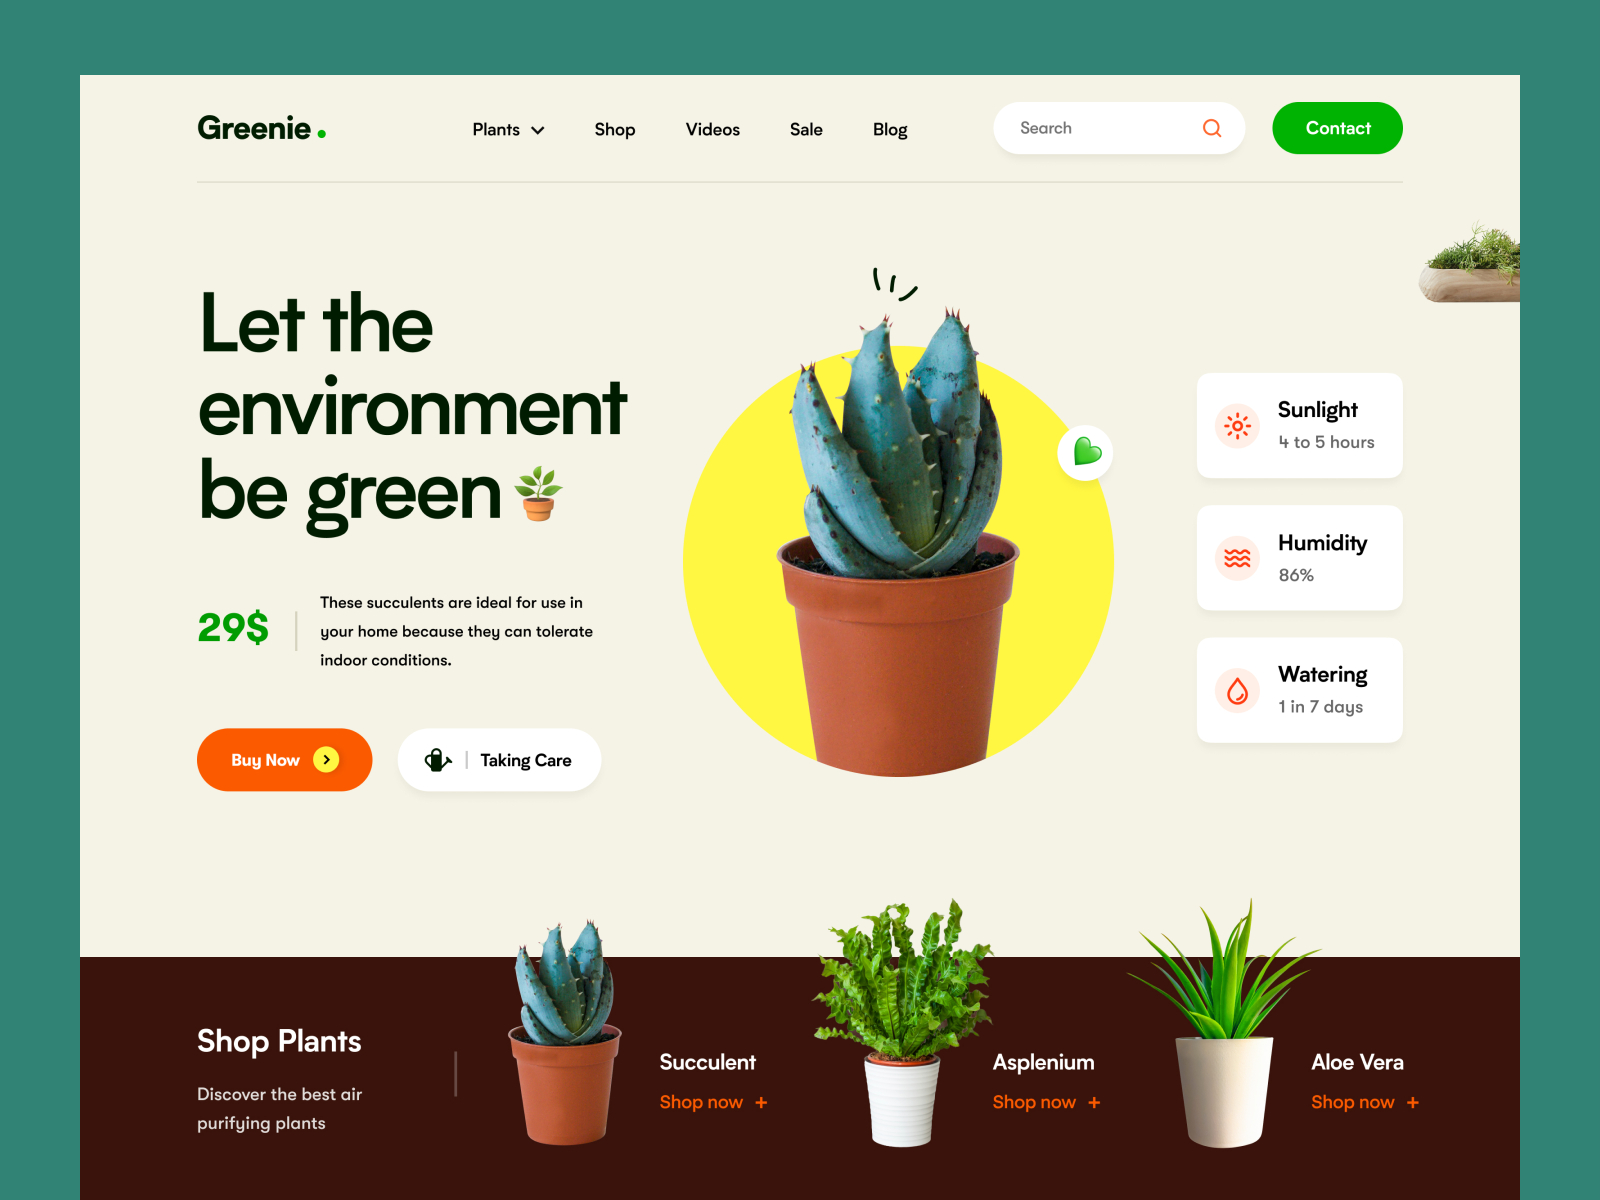 Greenie.
Plants
Shop
Videos
Sale
Blog
Search
Contact
Let the
environment
be green
29$
These succulents are ideal for use in
your home because they can tolerate
indoor conditions.
Buy Now
Taking Care
Sunlight
4 to 5 hours
Humidity
86%
Watering
1 in 7 days
Shop Plants
Discover the best air
purifying plants
Succulent
Shop now +
Asplenium
Shop now +
Aloe Vera
Shop now +